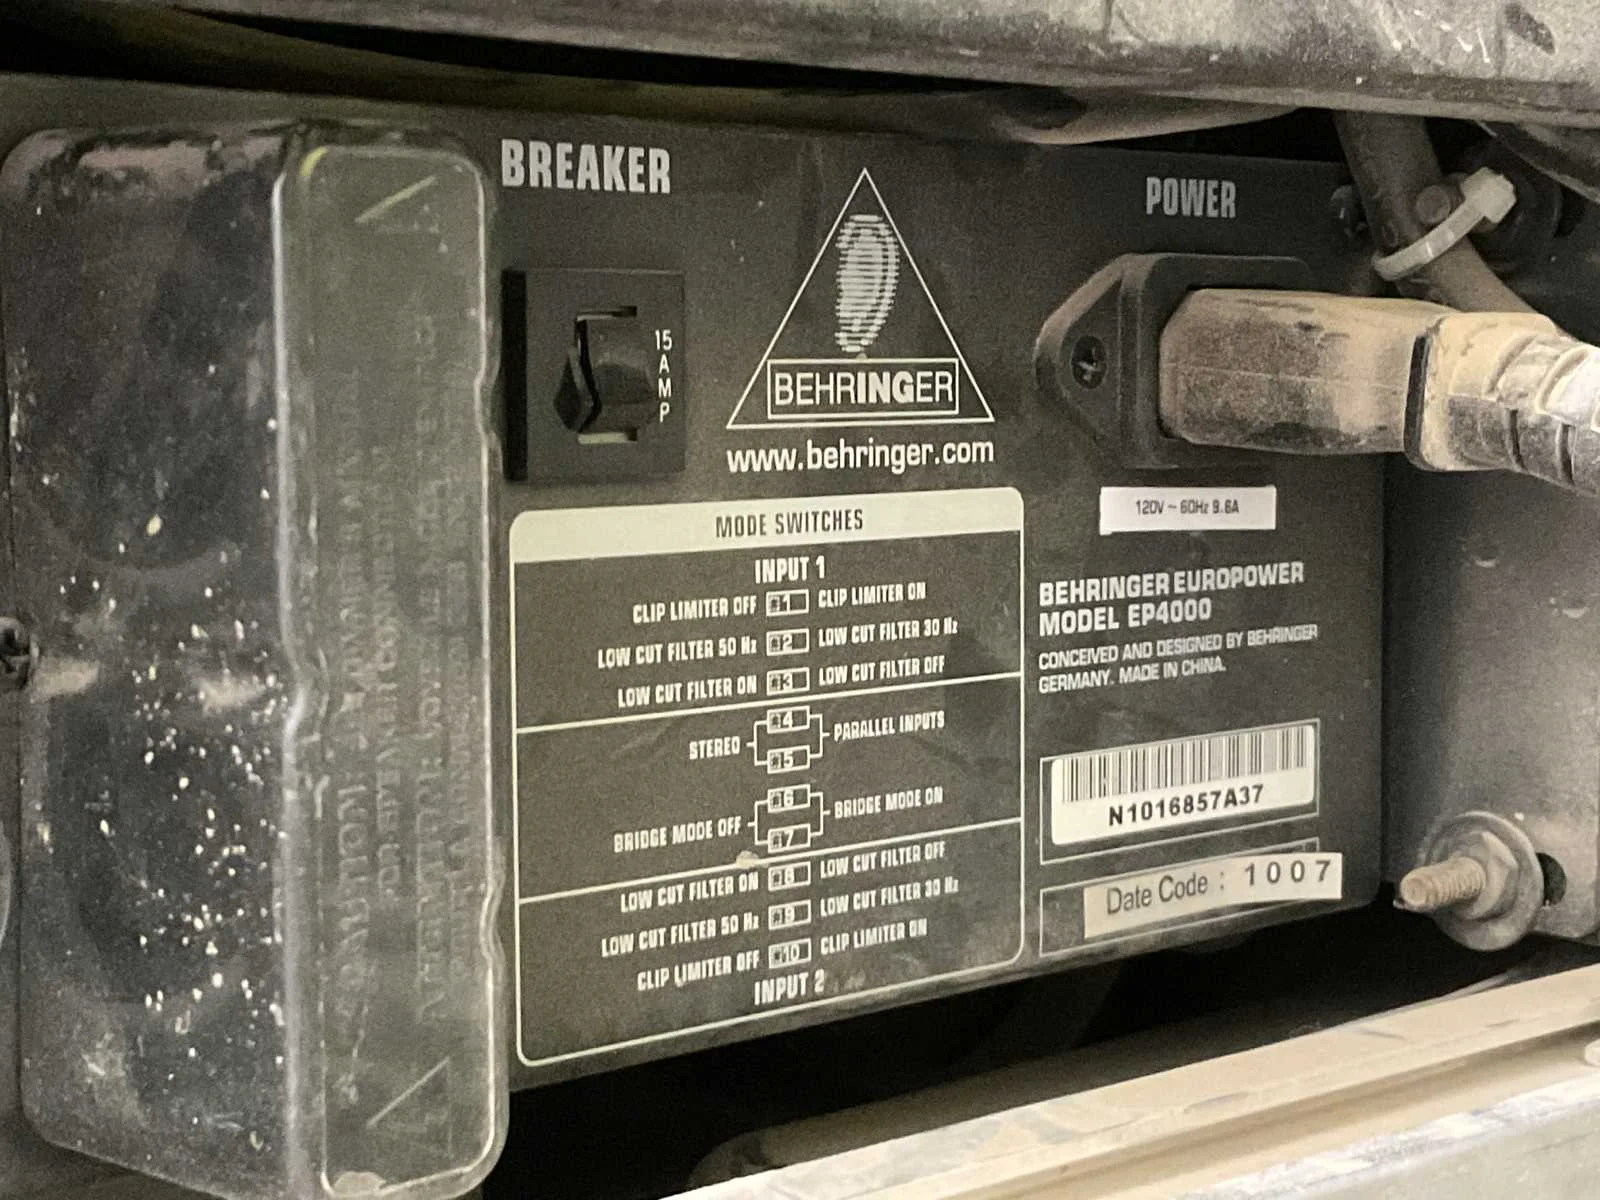 BREAKER
15
A
M
P
BEHRINGER
www.behringer.com
POWER
120V ~ 60Hz 9.6A
MODE SWITCHES
INPUT 1
CLIP LIMITER OFF 1 CLIP LIMITER ON
LOW CUT FILTER 50 Hz 2 LOW CUT FILTER 30 Hz
LOW CUT FILTER ON 3 LOW CUT FILTER OFF
STEREO 4 5 PARALLEL INPUTS
BRIDGE MODE OFF 6 7 BRIDGE MODE ON
LOW CUT FILTER ON 8 LOW CUT FILTER OFF
LOW CUT FILTER 50 Hz 9 LOW CUT FILTER 30 Hz
CLIP LIMITER OFF 10 CLIP LIMITER ON
INPUT 2
BEHRINGER EUROPOWER
MODEL EP4000
CONCEIVED AND DESIGNED BY BEHRINGER
GERMANY. MADE IN CHINA.
N1016857A37
Date Code : 1007